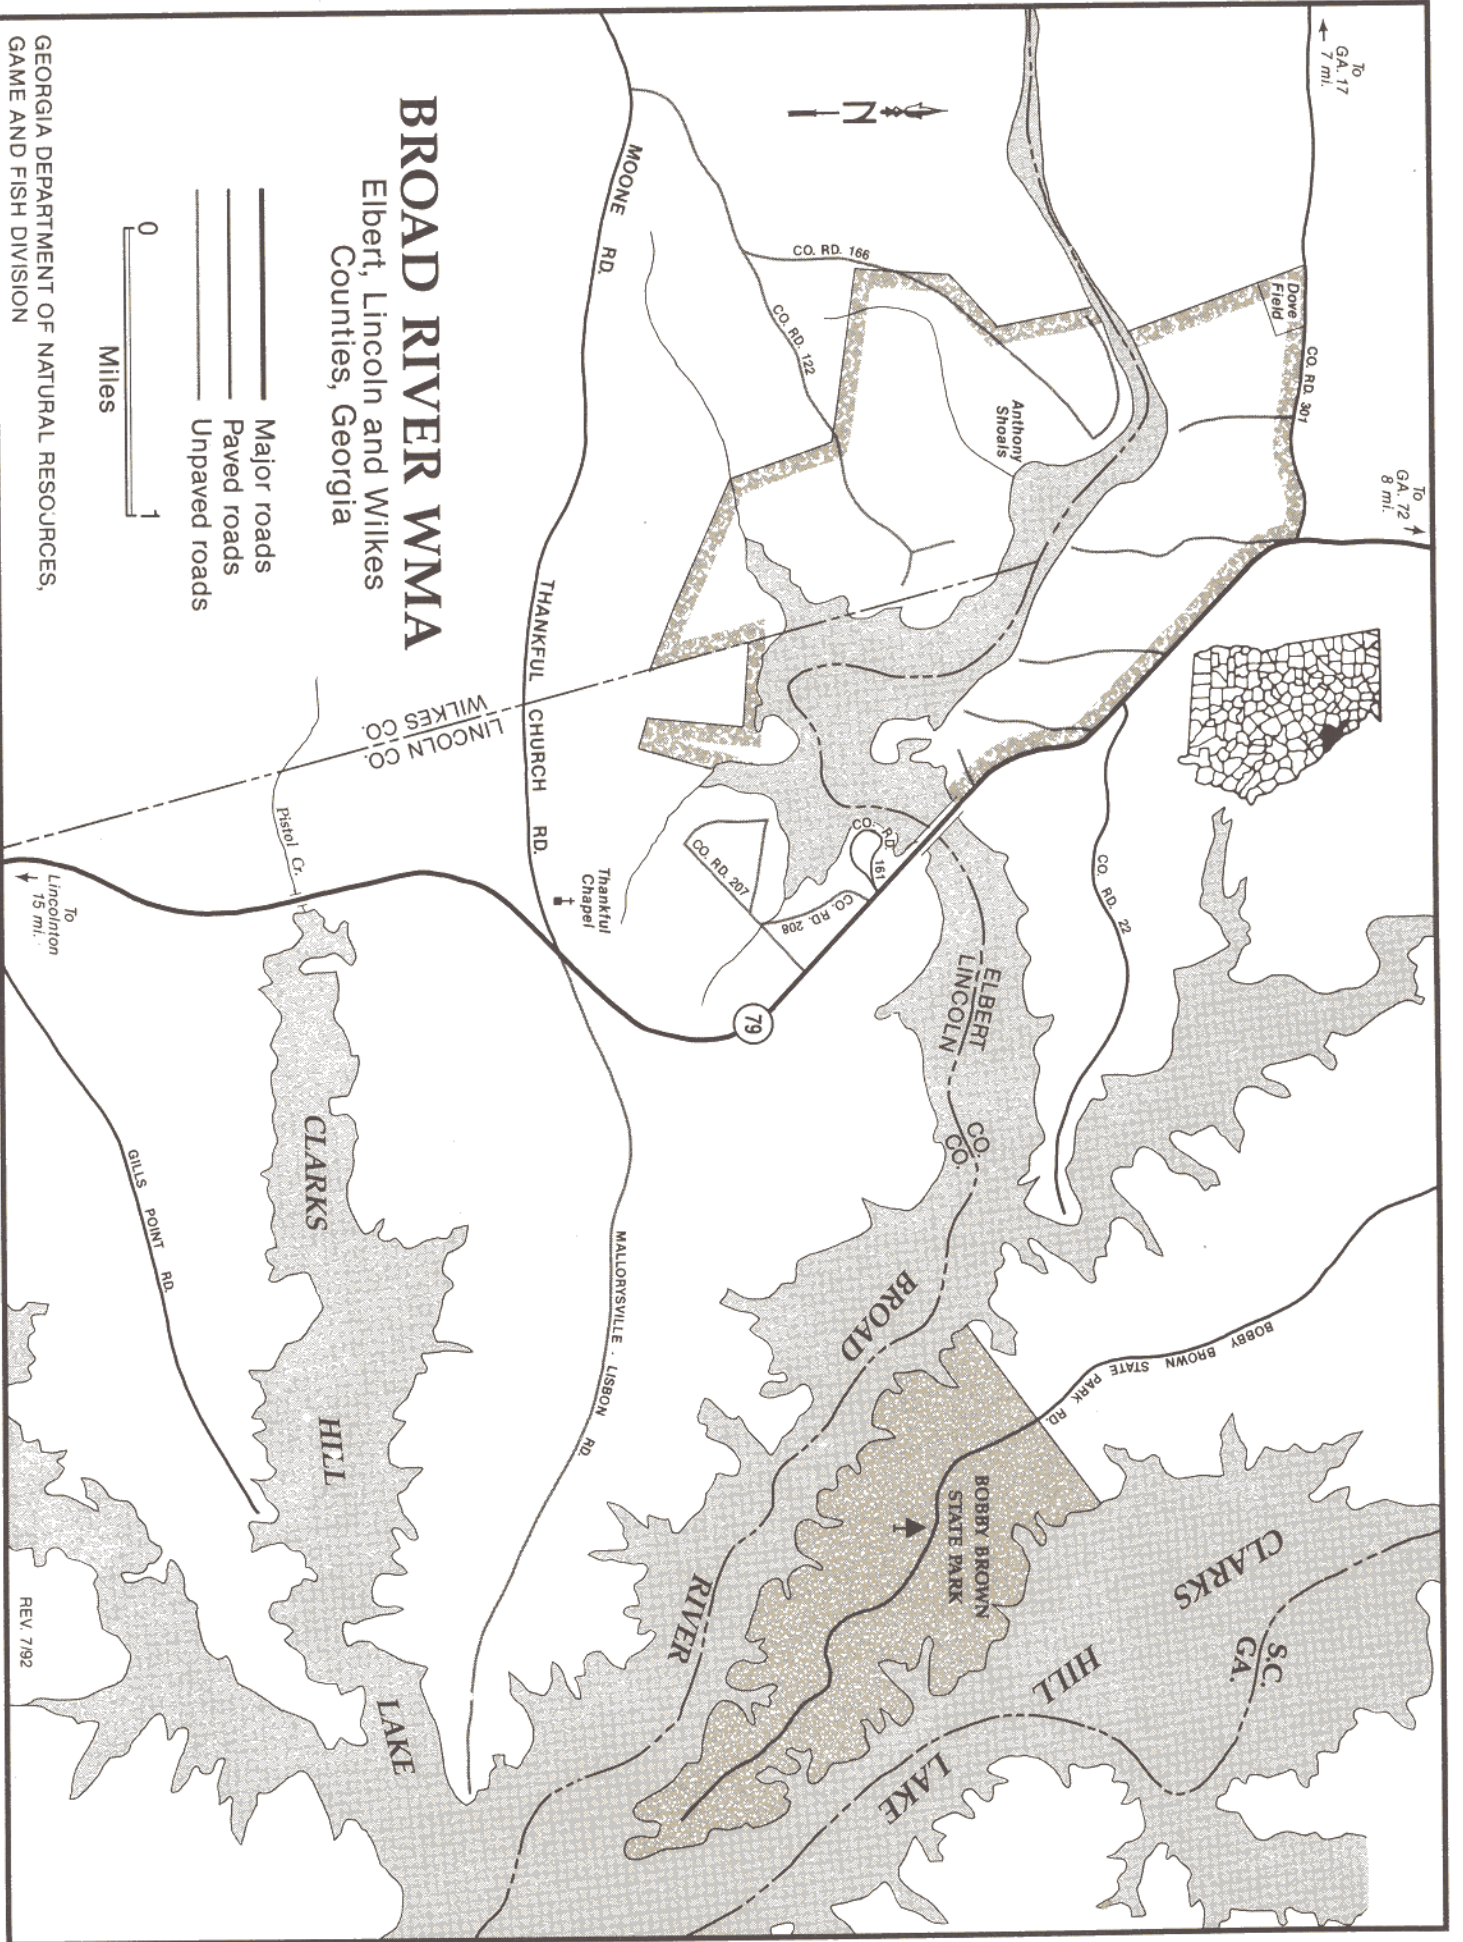 To
GA. 17
7 mi.
To
GA. 72
8 mi.
Dove
Field
CO. RD. 301
N
CO. RD. 166
CO. RD. 122
Anthony
Shoals
MOONE RD.
CO. RD. 22
CO. RD. 161
CO. RD. 208
CO. RD. 207
79
Thankful
Chapel
THANKFUL CHURCH RD.
ELBERT CO.
LINCOLN CO.
WILKES CO.
LINCOLN CO.
BROAD RIVER
BOBBY BROWN STATE PARK RD.
BOBBY BROWN
STATE PARK
CLARKS HILL LAKE
S.C.
GA.
MALLORYSVILLE - LISBON RD.
BROAD RIVER WMA
Elbert, Lincoln and Wilkes
Counties, Georgia
Major roads
Paved roads
Unpaved roads
0 1
Miles
Pistol Cr.
CLARKS HILL LAKE
GILLS POINT RD.
To
Lincolnton
15 mi.
GEORGIA DEPARTMENT OF NATURAL RESOURCES,
GAME AND FISH DIVISION
REV. 7/92